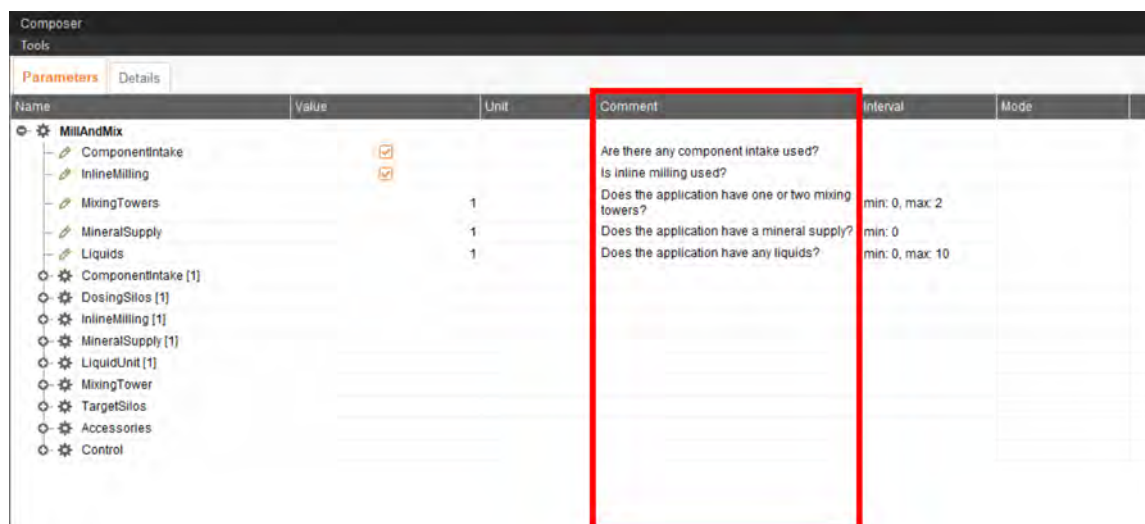 Composer
Tools
Parameters Details
Name Value Unit Comment Interval Mode
MillAndMix
ComponentIntake Are there any component intake used?
InlineMilling Is inline milling used?
MixingTowers 1 Does the application have one or two mixing towers? min: 0, max: 2
MineralSupply 1 Does the application have a mineral supply? min: 0
Liquids 1 Does the application have any liquids? min: 0, max: 10
ComponentIntake [1]
DosingSilos [1]
InlineMilling [1]
MineralSupply [1]
LiquidUnit [1]
MixingTower
TargetSilos
Accessories
Control